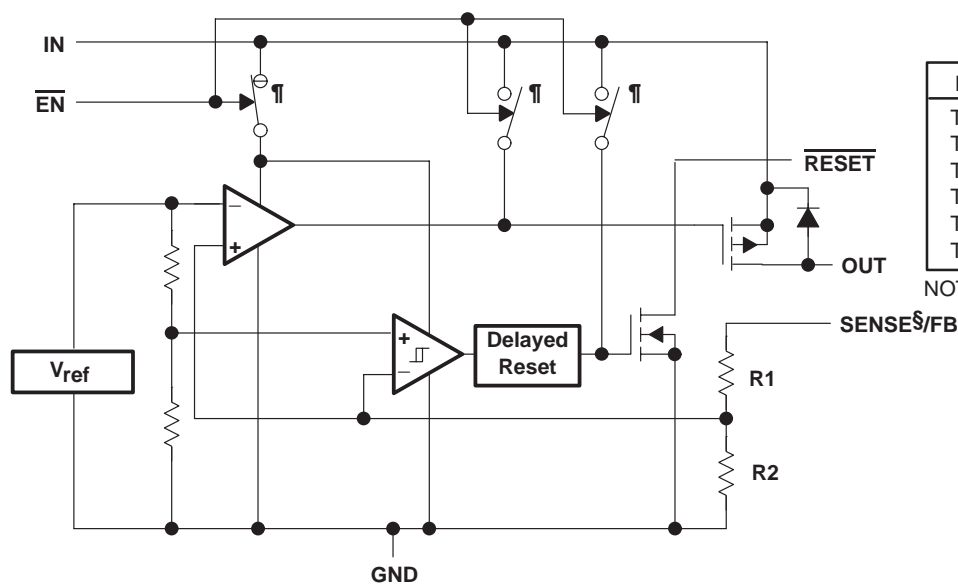 IN
¶
¶
¶
EN
RESET
−
+
OUT
SENSE§/FB
+
−
Delayed
Reset
Vref
R1
R2
GND
T
T
T
T
T
T
NOT